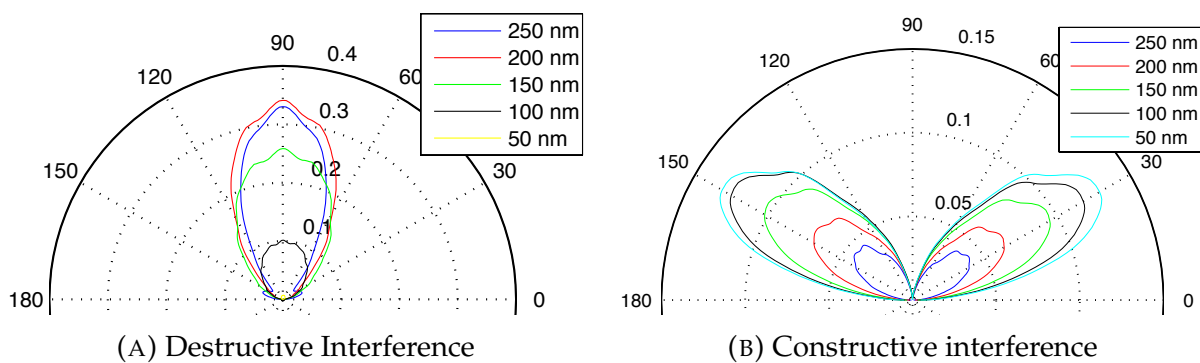 90
0.4
120
60
0.3
150
0.2
30
0.1
180
0
250 nm
200 nm
150 nm
100 nm
50 nm
(A) Destructive Interference
90
0.15
120
60
0.1
150
0.05
30
180
0
250 nm
200 nm
150 nm
100 nm
50 nm
(B) Constructive interference